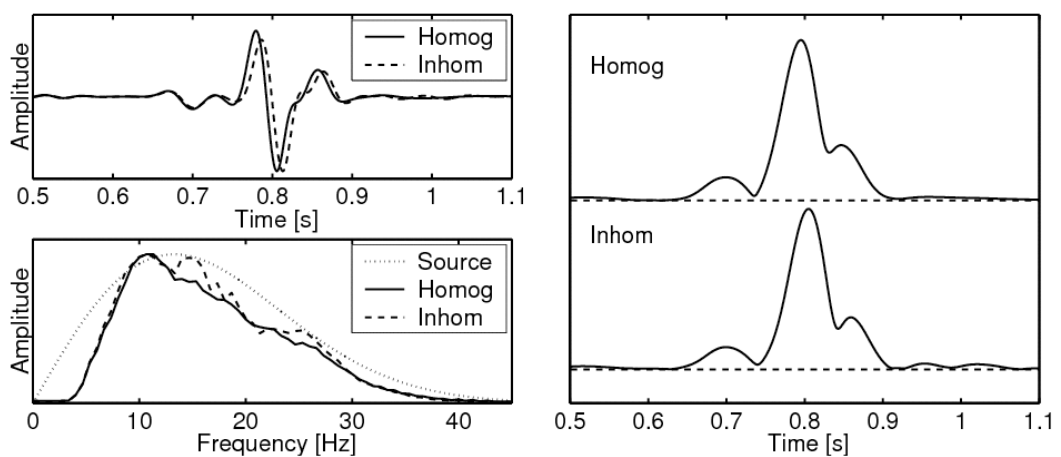 Amplitude
Homog
Inhom
0.5 0.6 0.7 0.8 0.9 1 1.1
Time [s]
Amplitude
Source
Homog
Inhom
0 10 20 30 40
Frequency [Hz]
Homog
Inhom
0.5 0.6 0.7 0.8 0.9 1 1.1
Time [s]